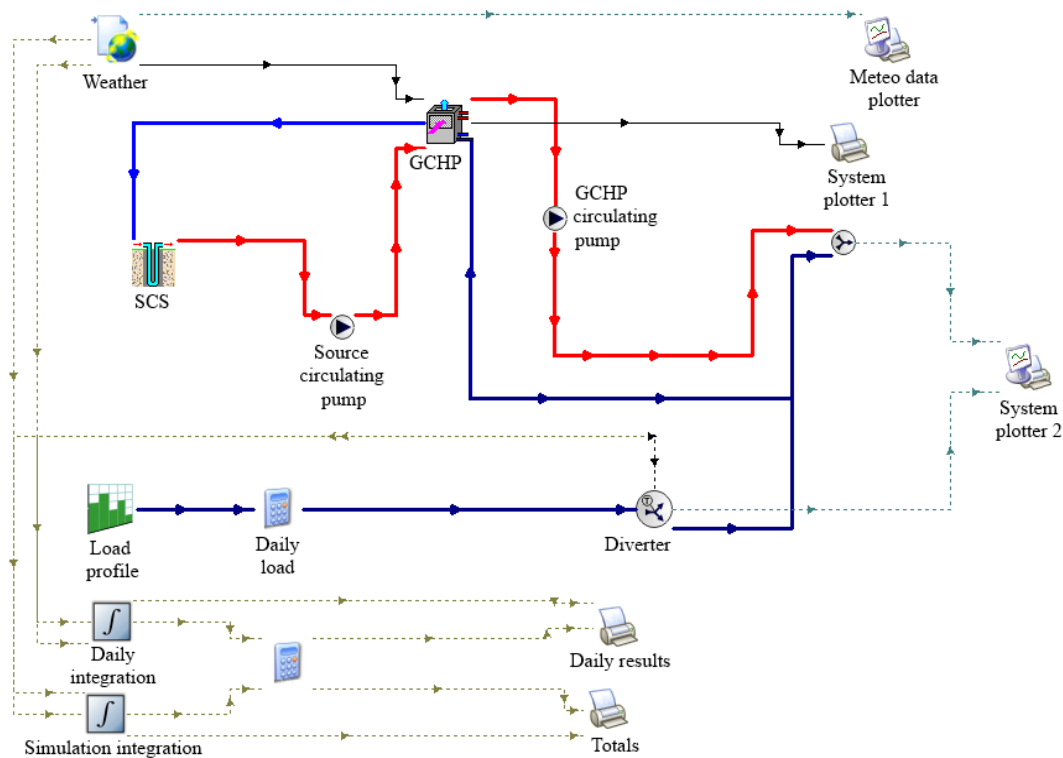 Weather
Meteo data
plotter
GCHP
System
plotter 1
GCHP
circulating
pump
SCS
Source
circulating
pump
System
plotter 2
T
Load
profile
Daily
load
Diverter
∫
Daily
integration
Daily results
∫
Simulation integration
Totals